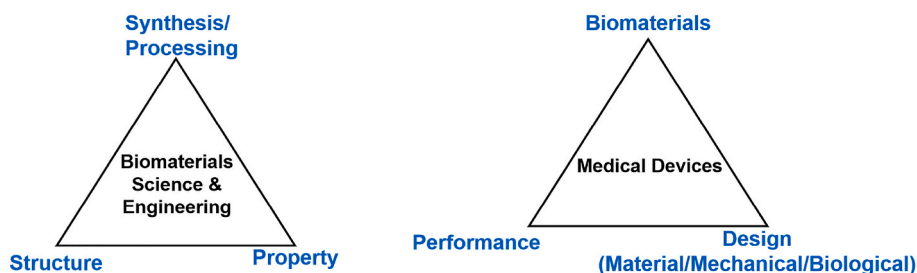 Synthesis/
Processing
Biomaterials
Science &
Engineering
Structure
Property
Biomaterials
Medical Devices
Performance
Design
(Material/Mechanical/Biological)